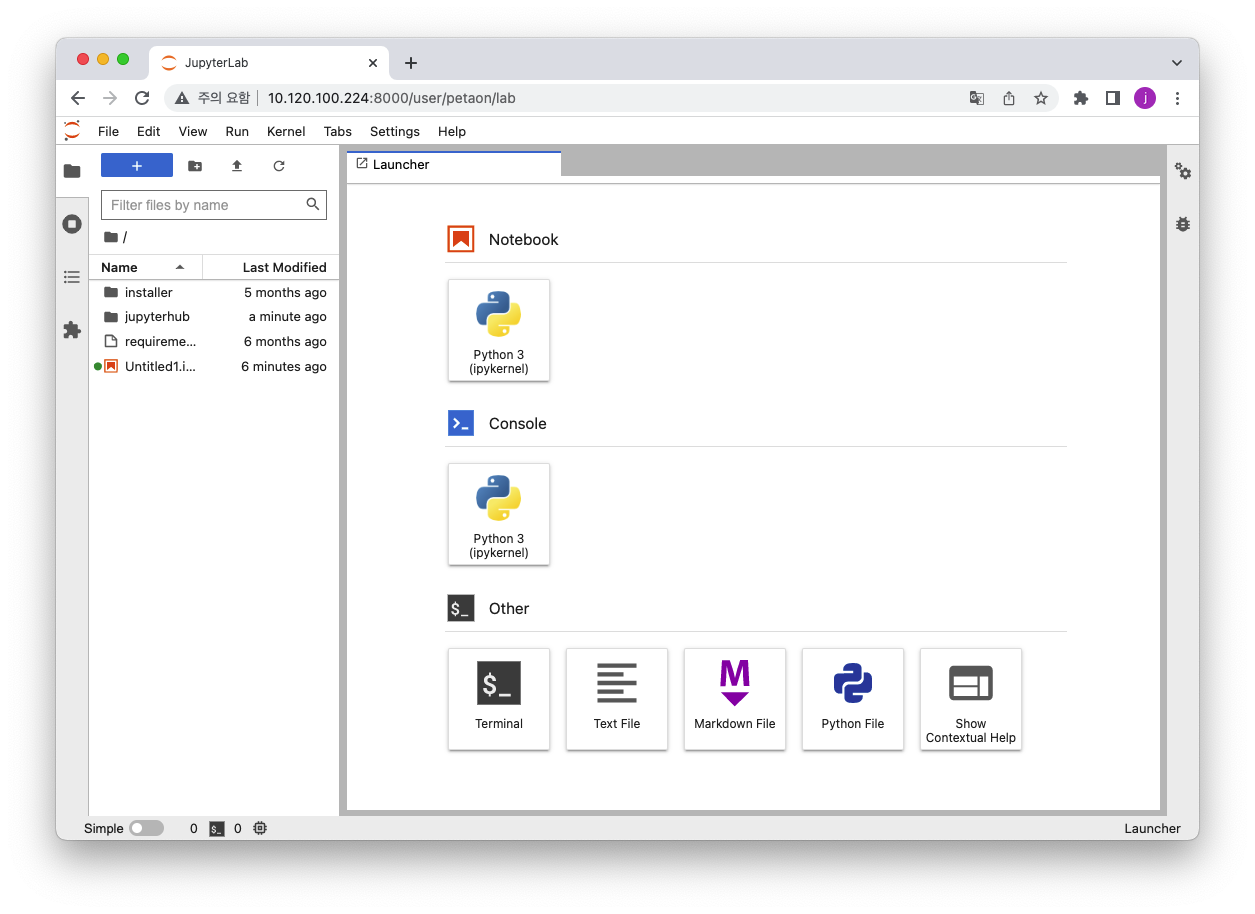 JupyterLab
주의 요함 10.120.100.224:8000/user/petaon/lab
j
File Edit View Run Kernel Tabs Settings Help
Launcher
Filter files by name
/
Name Last Modified
installer 5 months ago
jupyterhub a minute ago
requireme... 6 months ago
Untitled1.i... 6 minutes ago
Notebook
Python 3
(ipykernel)
Console
Python 3
(ipykernel)
$_ Other
$_
Terminal
Text File
M
Markdown File
Python File
Show
Contextual Help
Simple 0 $_ 0 Launcher